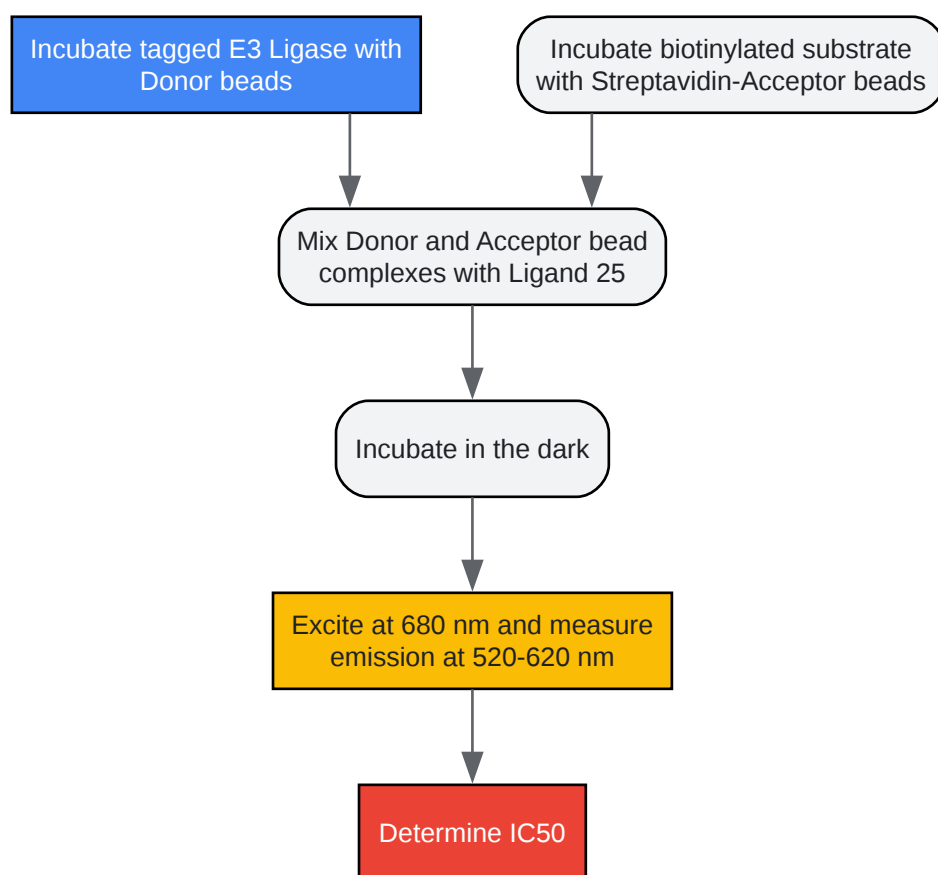 Incubate tagged E3 Ligase with
Donor beads
Incubate biotinylated substrate
with Streptavidin-Acceptor beads
Mix Donor and Acceptor bead
complexes with Ligand 25
Incubate in the dark
Excite at 680 nm and measure
emission at 520-620 nm
Determine IC50